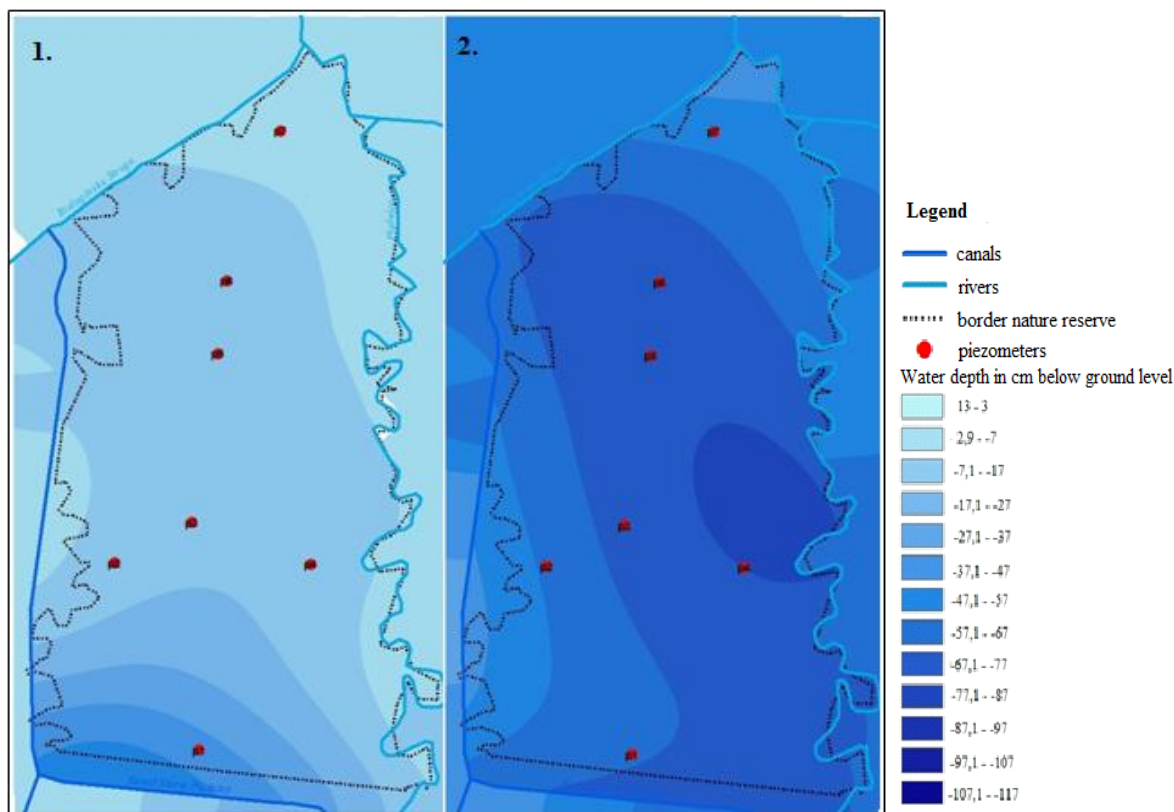 1.
2.
Legend
canals
rivers
border nature reserve
piezometers
Water depth in cm below ground level
13 - 3
2,9 - -7
-7,1 - -17
-17,1 - -27
-27,1 - -37
-37,1 - -47
-47,1 - -57
-57,1 - -67
-67,1 - -77
-77,1 - -87
-87,1 - -97
-97,1 - -107
-107,1 - -117